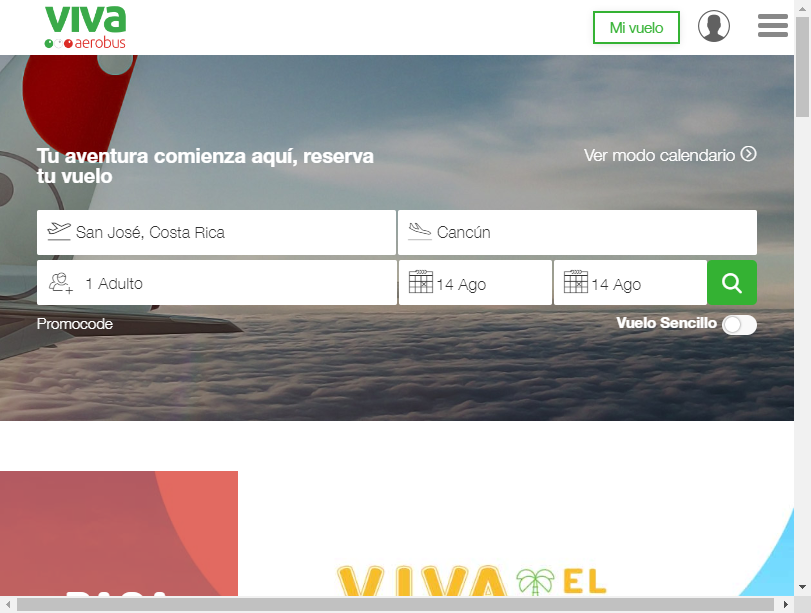 viva
aerobus
Mi vuelo
Tu aventura comienza aquí, reserva
tu vuelo
Ver modo calendario
San José, Costa Rica
Cancún
1 Adulto
14 Ago
14 Ago
Promocode
Vuelo Sencillo
VIVA EL